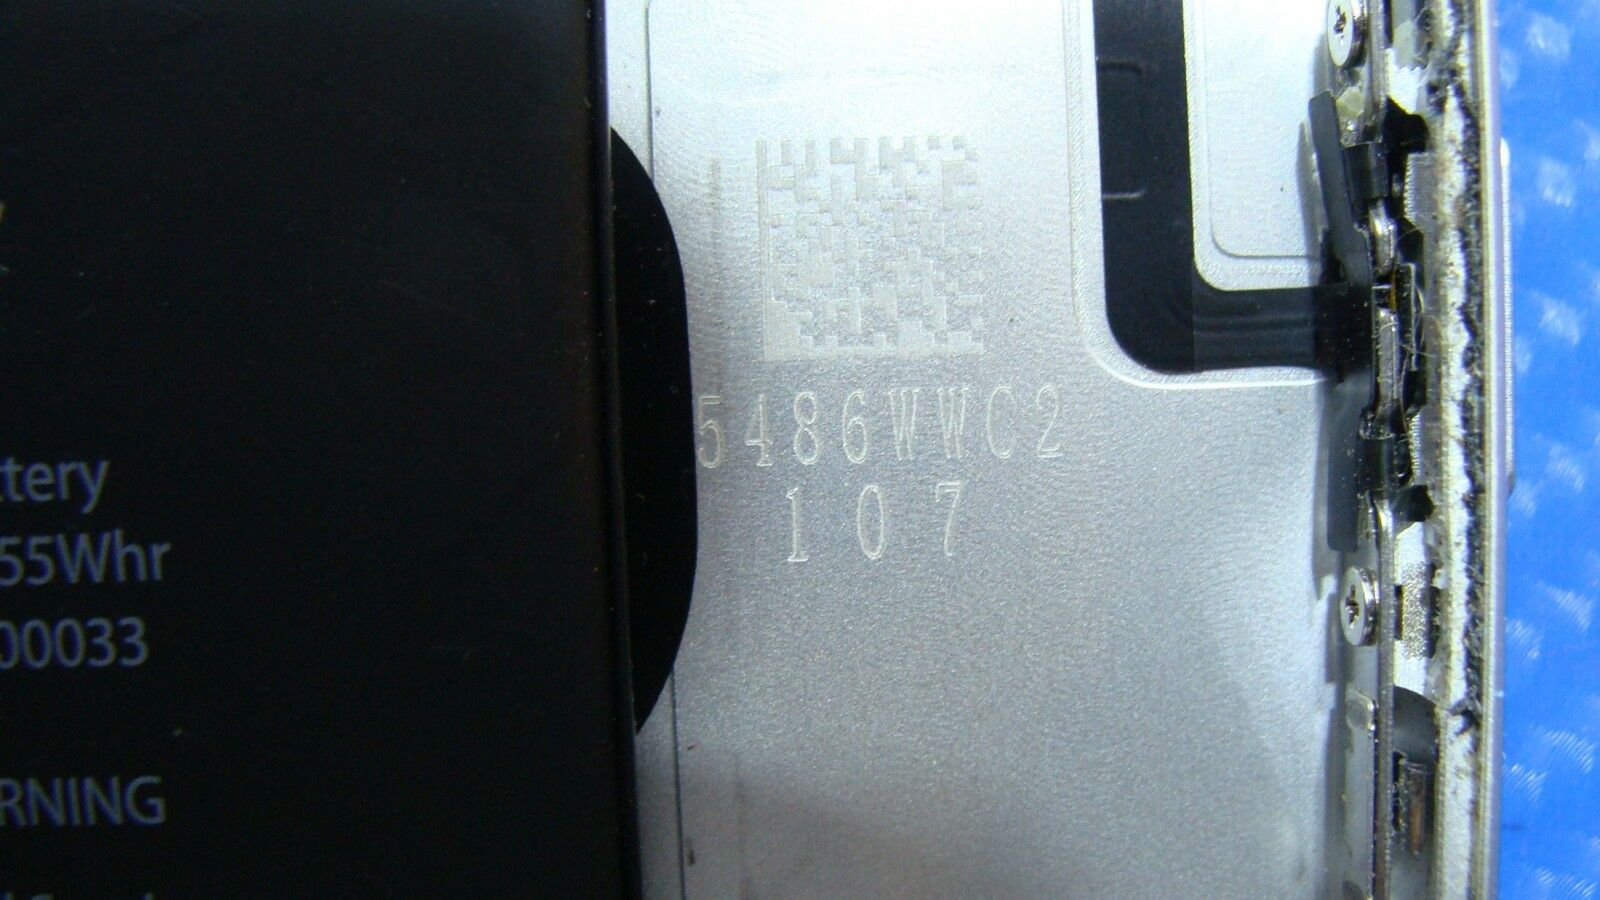 5486WWC2
107
ttery
55Whr
00033
RNING